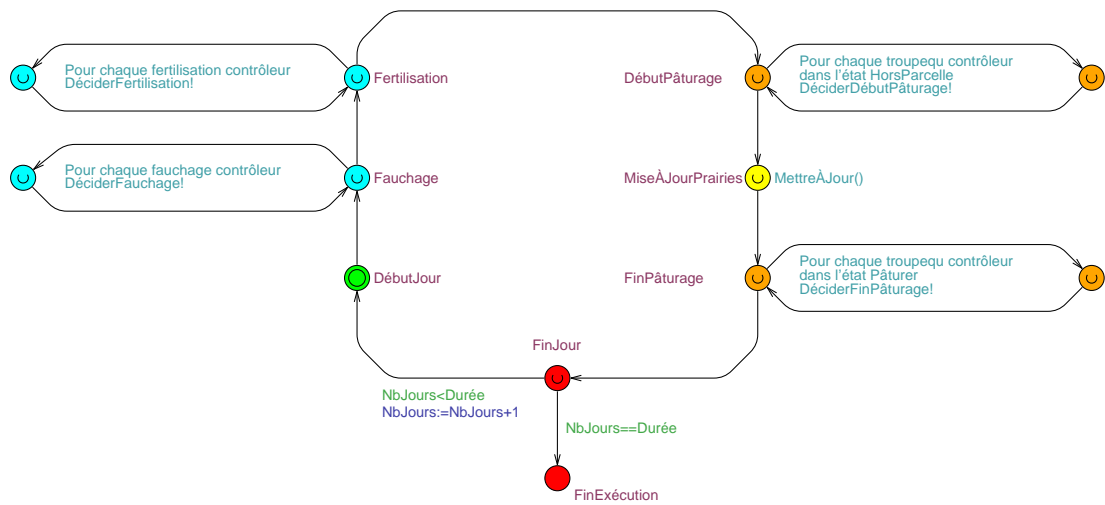 Pour chaque fertilisation contrôleur
DéciderFertilisation!
Fertilisation
DébutPâturage
Pour chaque troupequ contrôleur
dans l'état HorsParcelle
DéciderDébutPâturage!
Pour chaque fauchage contrôleur
DéciderFauchage!
Fauchage
MiseÀJourPrairies
MettreÀJour()
DébutJour
FinPâturage
Pour chaque troupequ contrôleur
dans l'état Pâturer
DéciderFinPâturage!
FinJour
NbJours<Durée
NbJours:=NbJours+1
NbJours==Durée
FinExécution